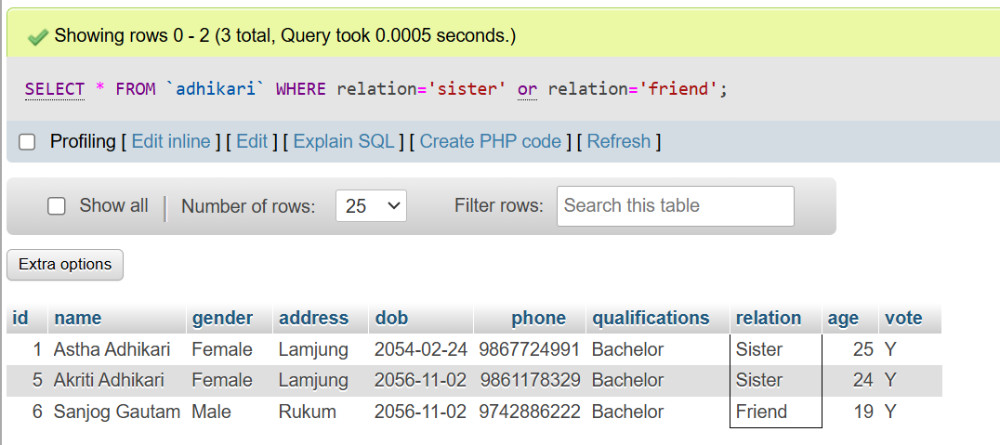 Showing rows 0 - 2 (3 total, Query took 0.0005 seconds.)
SELECT * FROM `adhikari` WHERE relation='sister' or relation='friend';
Profiling [ Edit inline ] [ Edit ] [ Explain SQL ] [ Create PHP code ] [ Refresh ]
Show all | Number of rows: 25 Filter rows: Search this table
Extra options
id name gender address dob phone qualifications relation age vote
1 Astha Adhikari Female Lamjung 2054-02-24 9867724991 Bachelor Sister 25 Y
5 Akriti Adhikari Female Lamjung 2056-11-02 9861178329 Bachelor Sister 24 Y
6 Sanjog Gautam Male Rukum 2056-11-02 9742886222 Bachelor Friend 19 Y